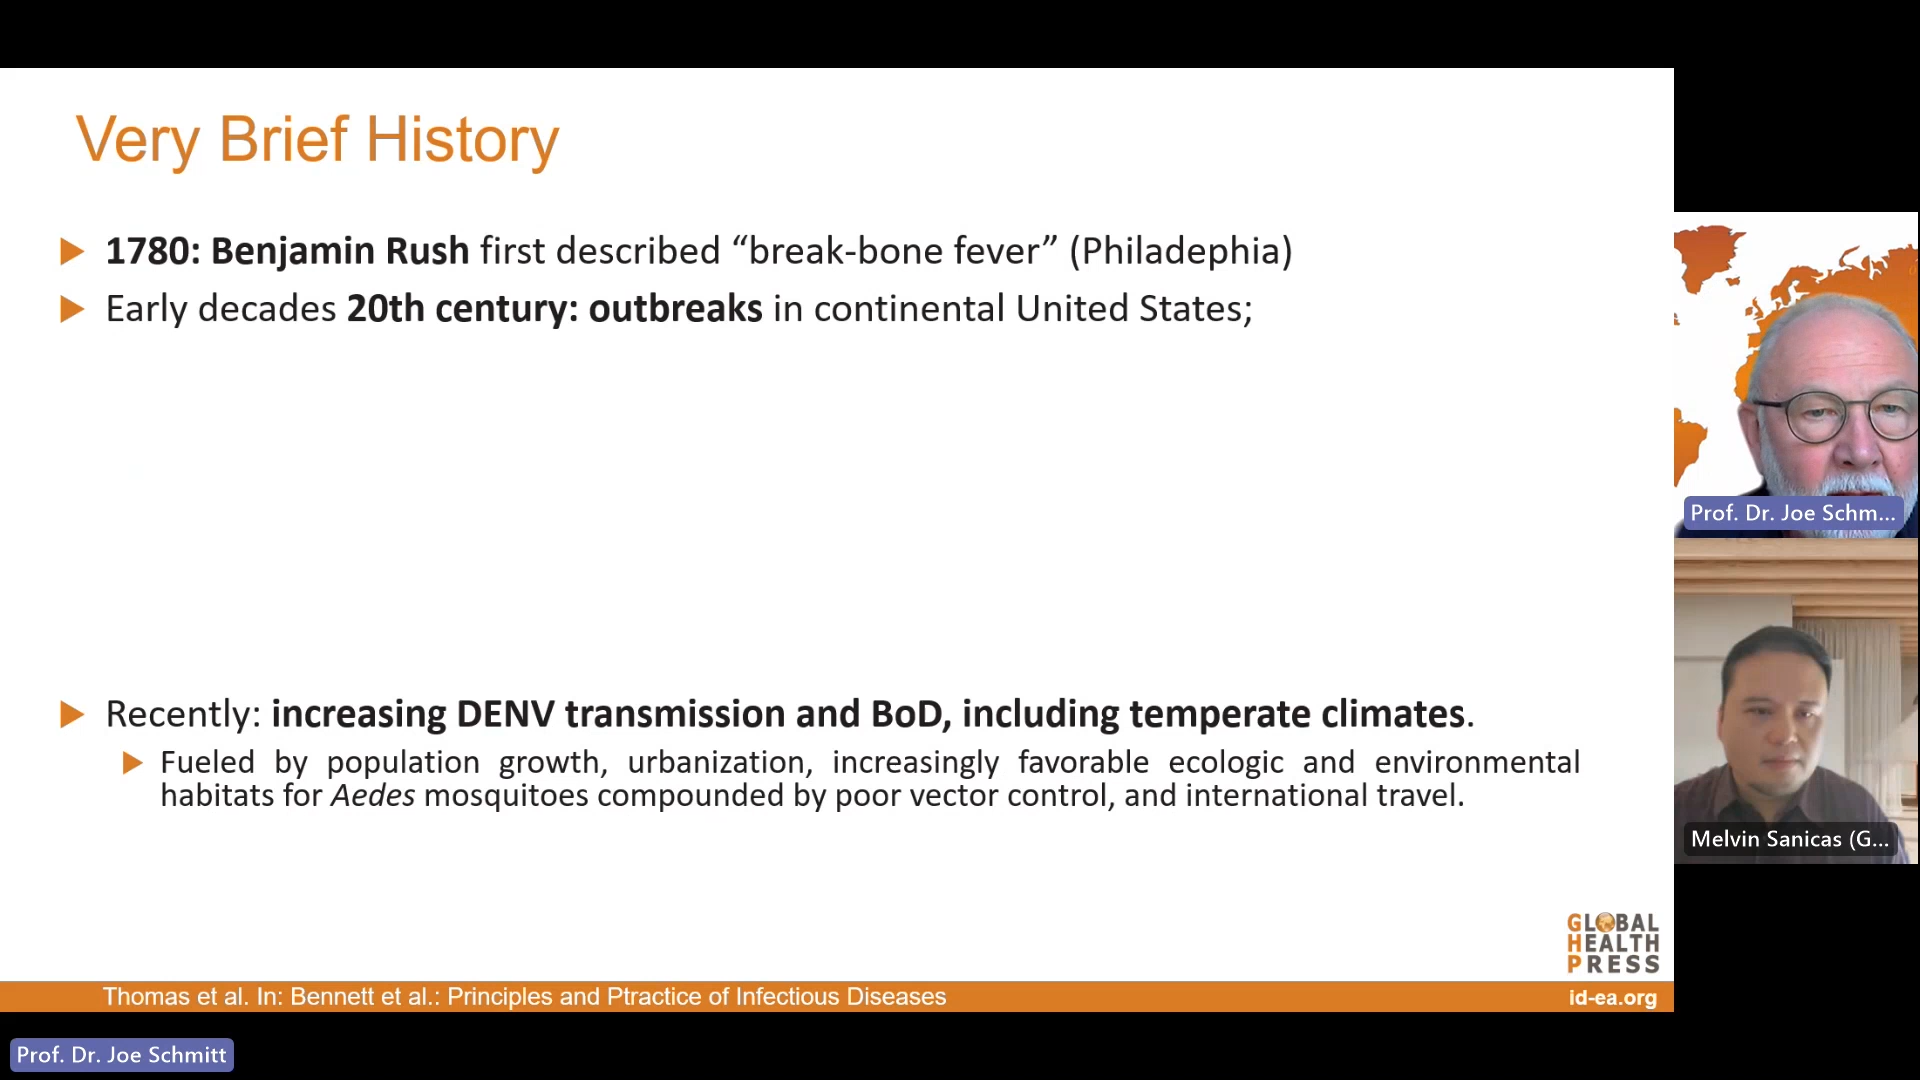 Very Brief History
1780: Benjamin Rush first described “break-bone fever” (Philadephia)
Early decades 20th century: outbreaks in continental United States;
Recently: increasing DENV transmission and BoD, including temperate climates.
Fueled by population growth, urbanization, increasingly favorable ecologic and environmental
habitats for Aedes mosquitoes compounded by poor vector control, and international travel.
GLOBAL
HEALTH
PRESS
Thomas et al. In: Bennett et al.: Principles and Ptractice of Infectious Diseases
id-ea.org
Prof. Dr. Joe Schm...
Melvin Sanicas (G...
Prof. Dr. Joe Schmitt